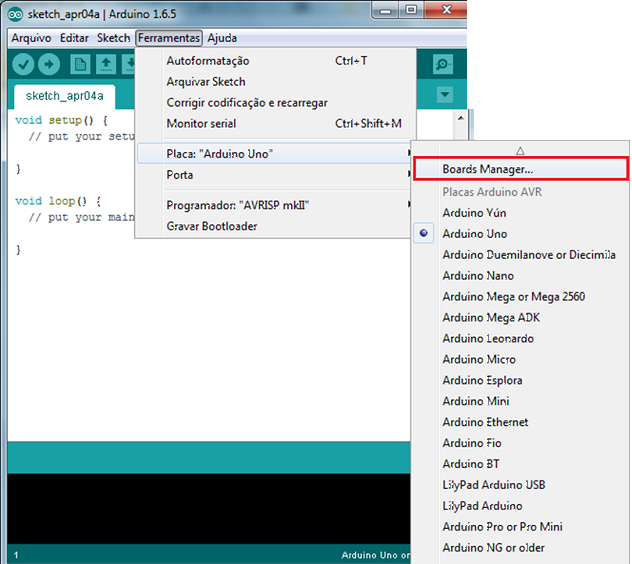 sketch_apr04a | Arduino 1.6.5
Arquivo Editar Sketch Ferramentas Ajuda
sketch_apr04a
void setup() {
// put your setu
}
void loop() {
// put your main
}
Autoformatação Ctrl+T
Arquivar Sketch
Corrigir codificação e recarregar
Monitor serial Ctrl+Shift+M
Placa: "Arduino Uno"
Porta
Programador: "AVRISP mkII"
Gravar Bootloader
Boards Manager...
Placas Arduino AVR
Arduino Yún
Arduino Uno
Arduino Duemilanove or Diecimila
Arduino Nano
Arduino Mega or Mega 2560
Arduino Mega ADK
Arduino Leonardo
Arduino Micro
Arduino Esplora
Arduino Mini
Arduino Ethernet
Arduino Fio
Arduino BT
LilyPad Arduino USB
LilyPad Arduino
Arduino Pro or Pro Mini
Arduino NG or older
1 Arduino Uno or